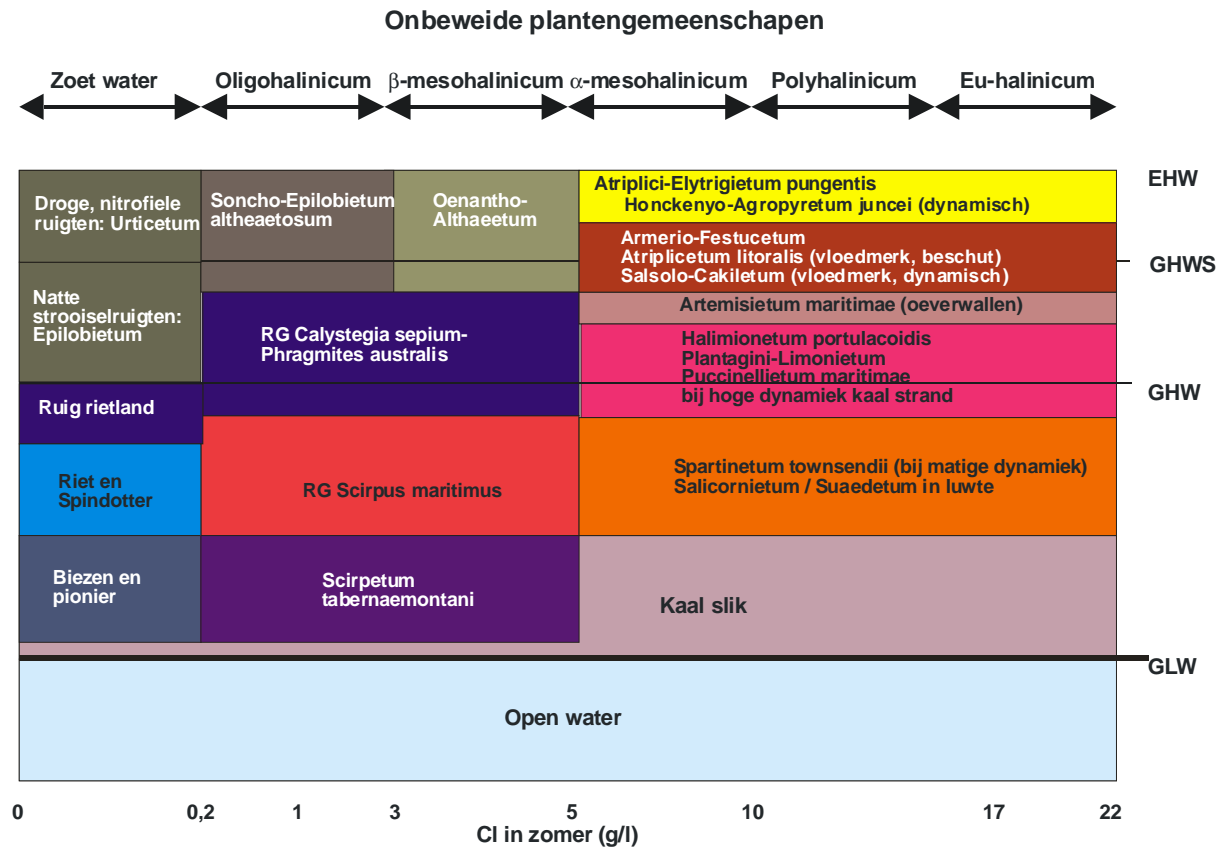 Onbeweide plantengemeenschapen
Zoet water
Oligohalinicum
β-mesohalinicum
α-mesohalinicum
Polyhalinicum
Eu-halinicum
Droge, nitrofiele
ruigten: Urticetum
Soncho-Epilobietum
altheaetosum
Oenantho-
Althaeetum
Atriplici-Elytrigietum pungentis
Honckenyo-Agropyretum juncei (dynamisch)
EHW
Armerio-Festucetum
Atriplicetum litoralis (vloedmerk, beschut)
Salsolo-Cakiletum (vloedmerk, dynamisch)
GHWS
Natte
strooiselruigten:
Epilobietum
RG Calystegia sepium-
Phragmites australis
Artemisietum maritimae (oeverwallen)
Halimionetum portulacoidis
Plantagini-Limonietum
Puccinellietum maritimae
bij hoge dynamiek kaal strand
GHW
Ruig rietland
Riet en
Spindotter
RG Scirpus maritimus
Spartinetum townsendii (bij matige dynamiek)
Salicornietum / Suaedetum in luwte
Biezen en
pionier
Scirpetum
tabernaemontani
Kaal slik
GLW
Open water
0
0,2
1
3
5
10
17
22
Cl in zomer (g/l)